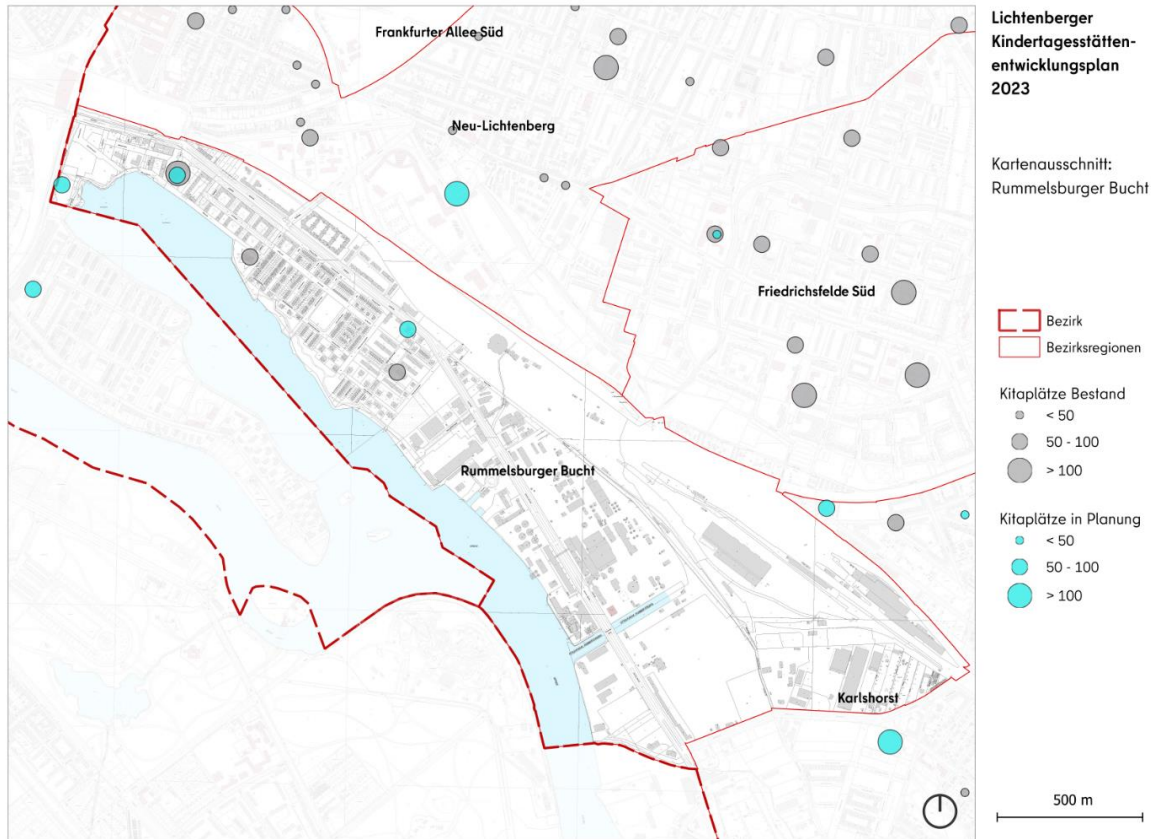 Frankfurter Allee Süd
Neu-Lichtenberg
Friedrichsfelde Süd
Rummelsburger Bucht
Karlshorst
Lichtenberger
Kindertagesstätten-
entwicklungsplan
2023
Kartenausschnitt:
Rummelsburger Bucht
Bezirk
Bezirksregionen
Kitaplätze Bestand
< 50
50 - 100
> 100
Kitaplätze in Planung
< 50
50 - 100
> 100
500 m